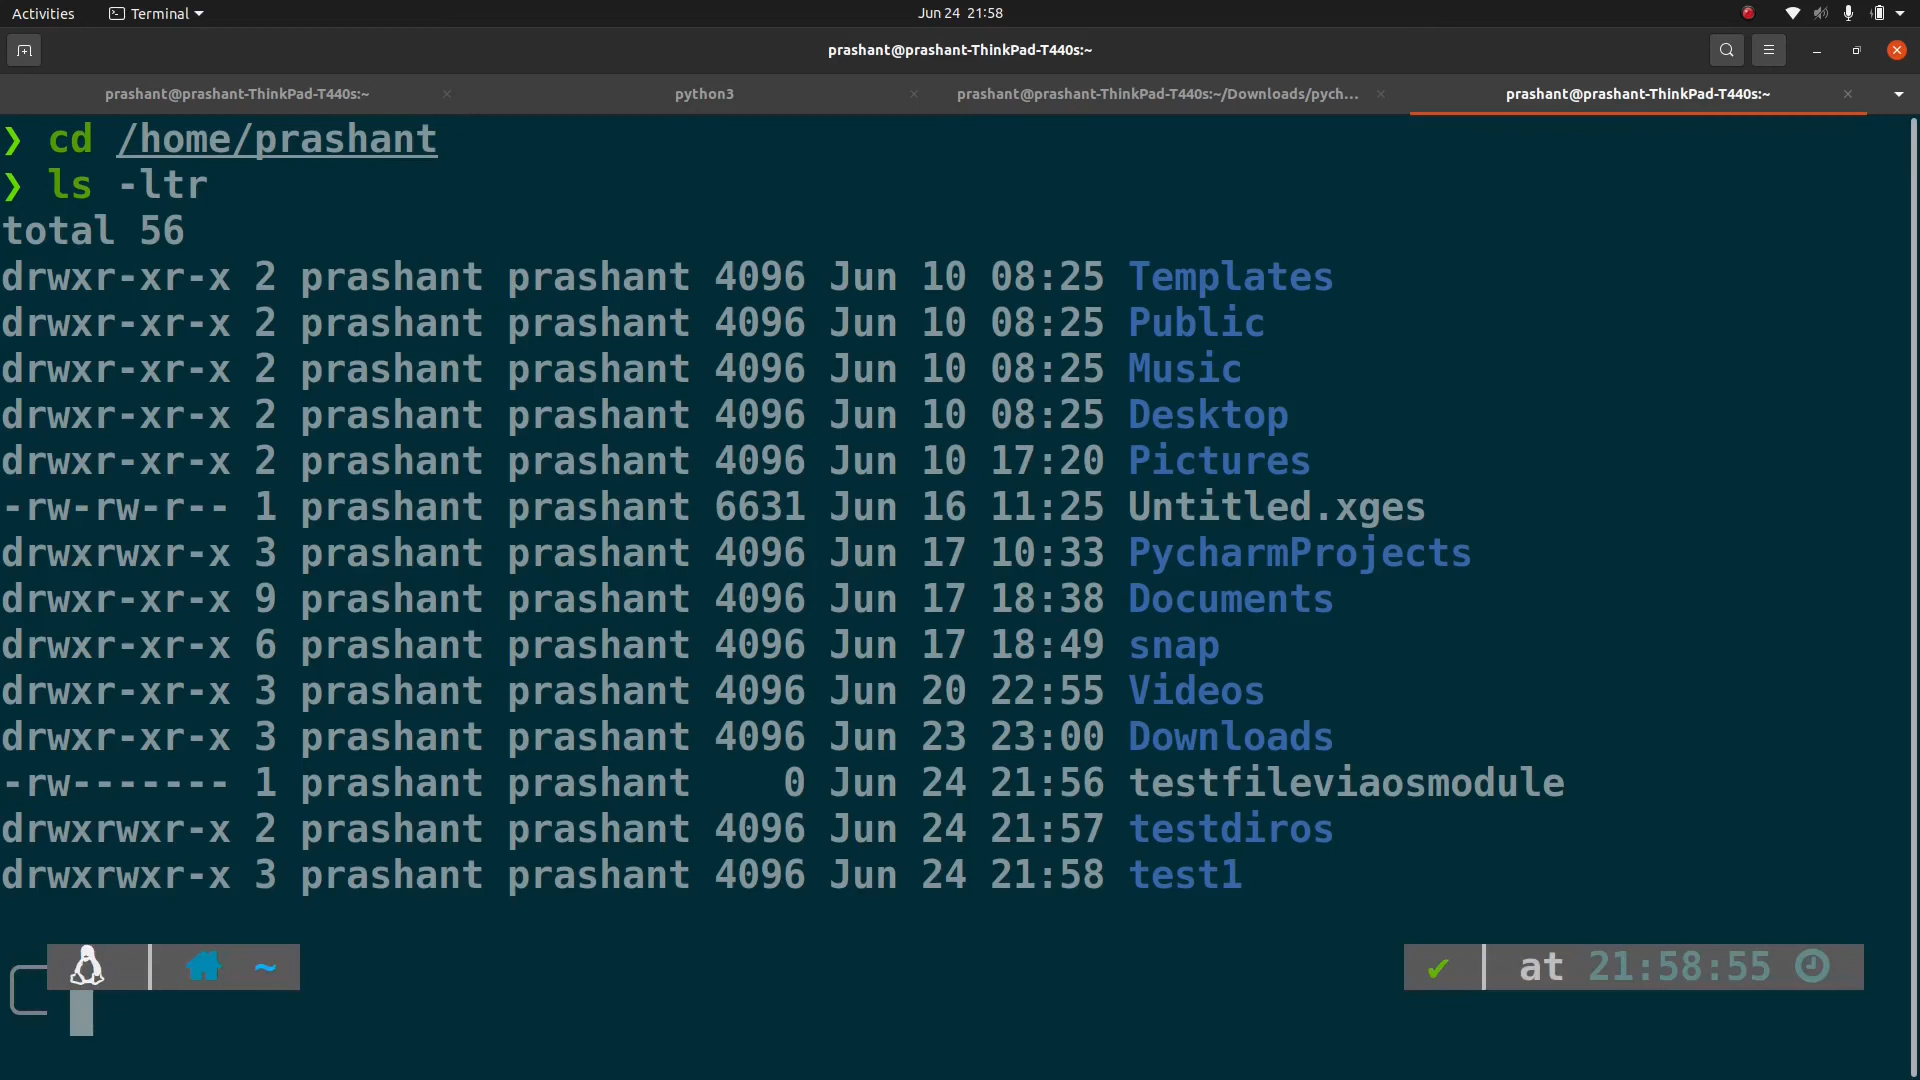 Activities Terminal Jun 24 21:58
prashant@prashant-ThinkPad-T440s:~
prashant@prashant-ThinkPad-T440s:~ python3 prashant@prashant-ThinkPad-T440s:~/Downloads/pych... prashant@prashant-ThinkPad-T440s:~
❯ cd /home/prashant
❯ ls -ltr
total 56
drwxr-xr-x 2 prashant prashant 4096 Jun 10 08:25 Templates
drwxr-xr-x 2 prashant prashant 4096 Jun 10 08:25 Public
drwxr-xr-x 2 prashant prashant 4096 Jun 10 08:25 Music
drwxr-xr-x 2 prashant prashant 4096 Jun 10 08:25 Desktop
drwxr-xr-x 2 prashant prashant 4096 Jun 10 17:20 Pictures
-rw-rw-r-- 1 prashant prashant 6631 Jun 16 11:25 Untitled.xges
drwxrwxr-x 3 prashant prashant 4096 Jun 17 10:33 PycharmProjects
drwxr-xr-x 9 prashant prashant 4096 Jun 17 18:38 Documents
drwxr-xr-x 6 prashant prashant 4096 Jun 17 18:49 snap
drwxr-xr-x 3 prashant prashant 4096 Jun 20 22:55 Videos
drwxr-xr-x 3 prashant prashant 4096 Jun 23 23:00 Downloads
-rw------- 1 prashant prashant    0 Jun 24 21:56 testfileviaosmodule
drwxrwxr-x 2 prashant prashant 4096 Jun 24 21:57 testdiros
drwxrwxr-x 3 prashant prashant 4096 Jun 24 21:58 test1
~ ✔ at 21:58:55